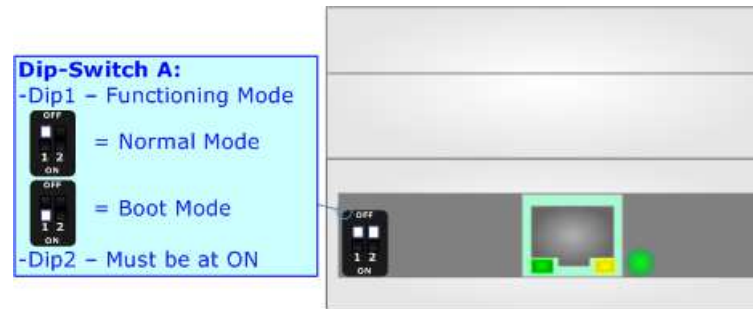 Dip-Switch A:
-Dip1 – Functioning Mode
OFF
1 2
ON
= Normal Mode
OFF
1 2
ON
= Boot Mode
-Dip2 – Must be at ON
OFF
1 2
ON